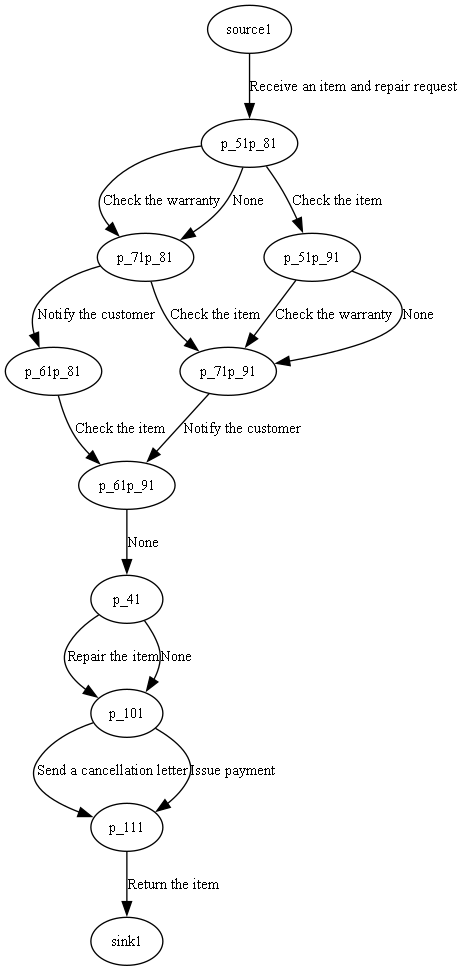 source1
Receive an item and repair request
p_51p_81
Check the warranty
None
Check the item
p_71p_81
p_51p_91
Notify the customer
Check the item
Check the warranty
None
p_61p_81
p_71p_91
Check the item
Notify the customer
p_61p_91
None
p_41
Repair the item
None
p_101
Send a cancellation letter
Issue payment
p_111
Return the item
sink1